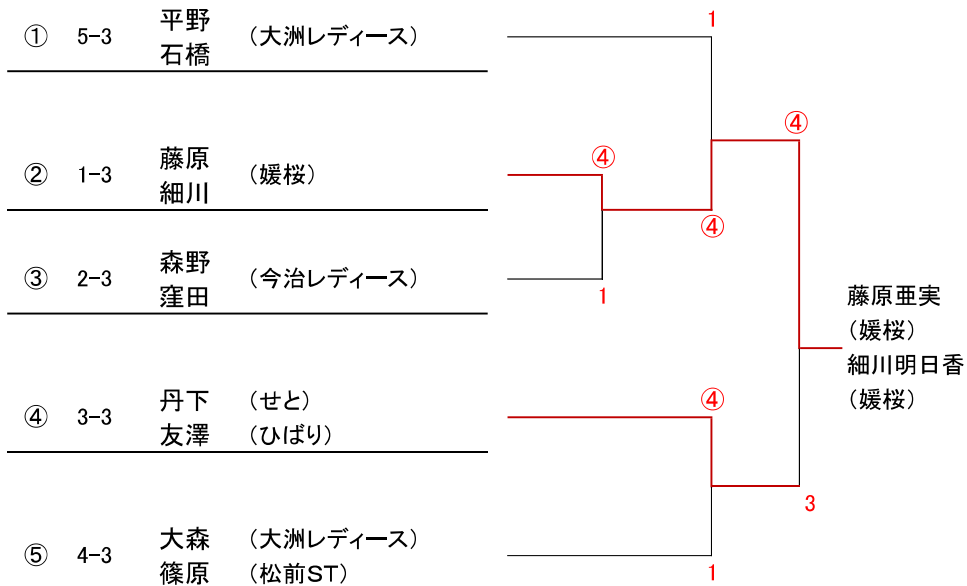 ① 5-3 平野 石橋 (大洲レディース)
1
④
② 1-3 藤原 細川 (媛桜)
④
④
③ 2-3 森野 窪田 (今治レディース)
1
藤原亜実
(媛桜)
細川明日香
(媛桜)
④ 3-3 丹下 (せと)
友澤 (ひばり)
④
3
⑤ 4-3 大森 (大洲レディース)
篠原 (松前ST)
1